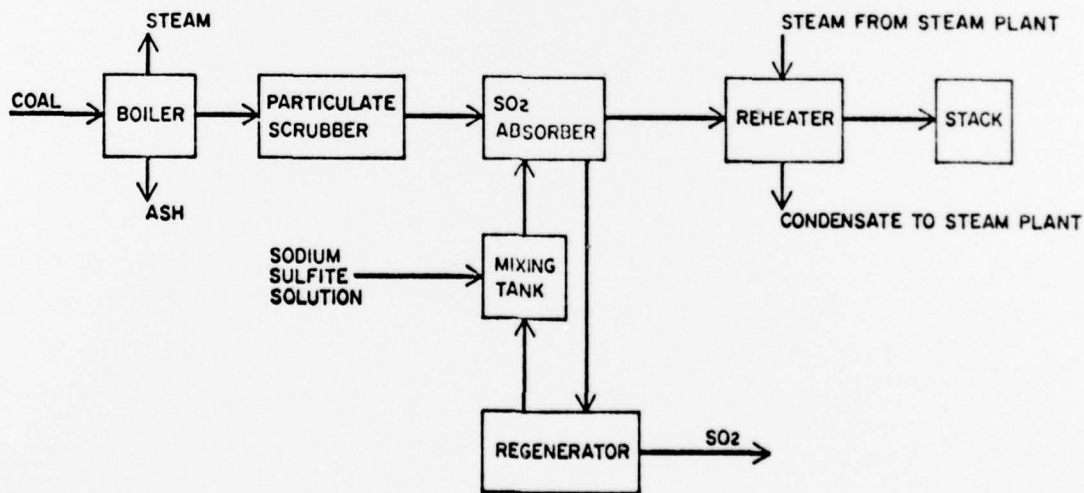 STEAM
STEAM FROM STEAM PLANT
COAL
BOILER
PARTICULATE
SCRUBBER
SO2
ABSORBER
REHEATER
STACK
ASH
CONDENSATE TO STEAM PLANT
SODIUM
SULFITE
SOLUTION
MIXING
TANK
REGENERATOR
SO2